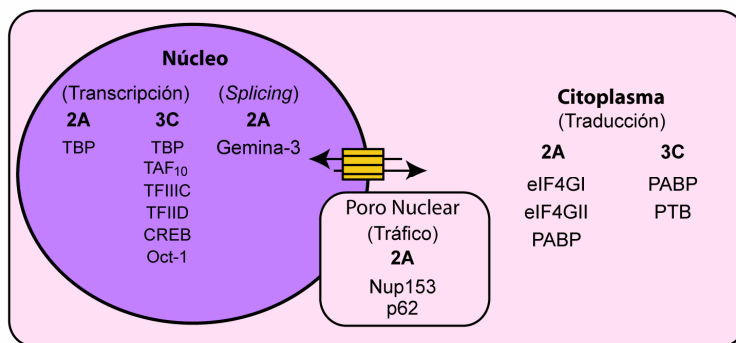 Núcleo
(Transcripción) (Splicing)
2A 3C 2A
TBP TBP Gemina-3
TAF10
TFIIIC
TFIID
CREB
Oct-1
Poro Nuclear
(Tráfico)
2A
Nup153
p62
Citoplasma
(Traducción)
2A 3C
eIF4GI PABP
eIF4GII PTB
PABP